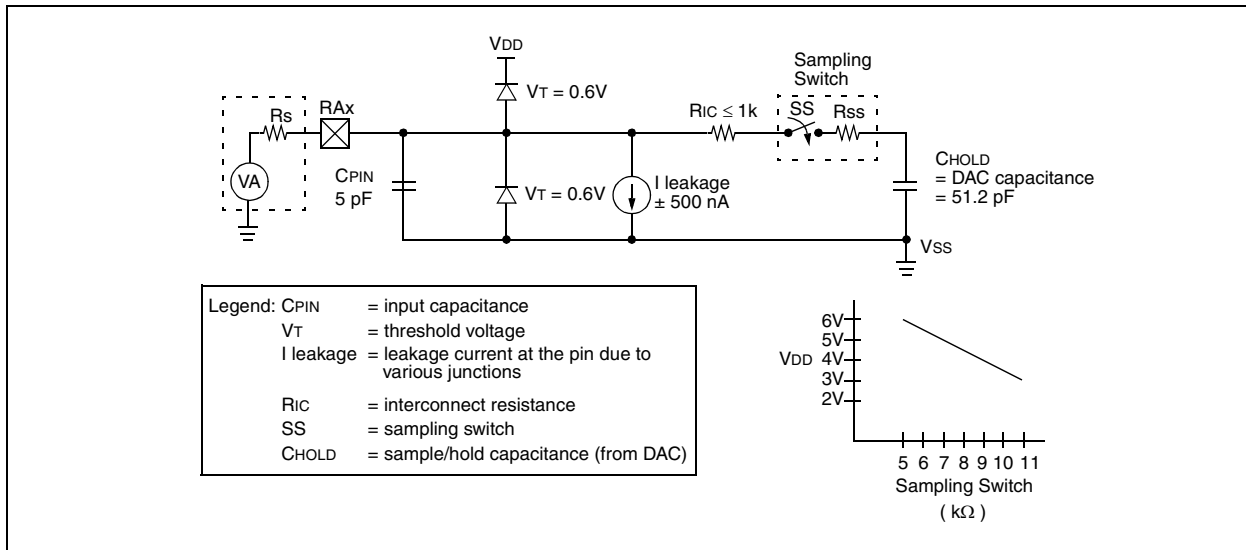 VDD
VT = 0.6V
Sampling
Switch
Rs
RAx
RIC ≤ 1k
SS
RSS
VA
CPIN
5 pF
VT = 0.6V
I leakage
± 500 nA
CHOLD
= DAC capacitance
= 51.2 pF
VSS
Legend: CPIN = input capacitance
VT = threshold voltage
I leakage = leakage current at the pin due to
various junctions
RIC = interconnect resistance
SS = sampling switch
CHOLD = sample/hold capacitance (from DAC)
6V
5V
VDD 4V
3V
2V
5 6 7 8 9 10 11
Sampling Switch
( kΩ )